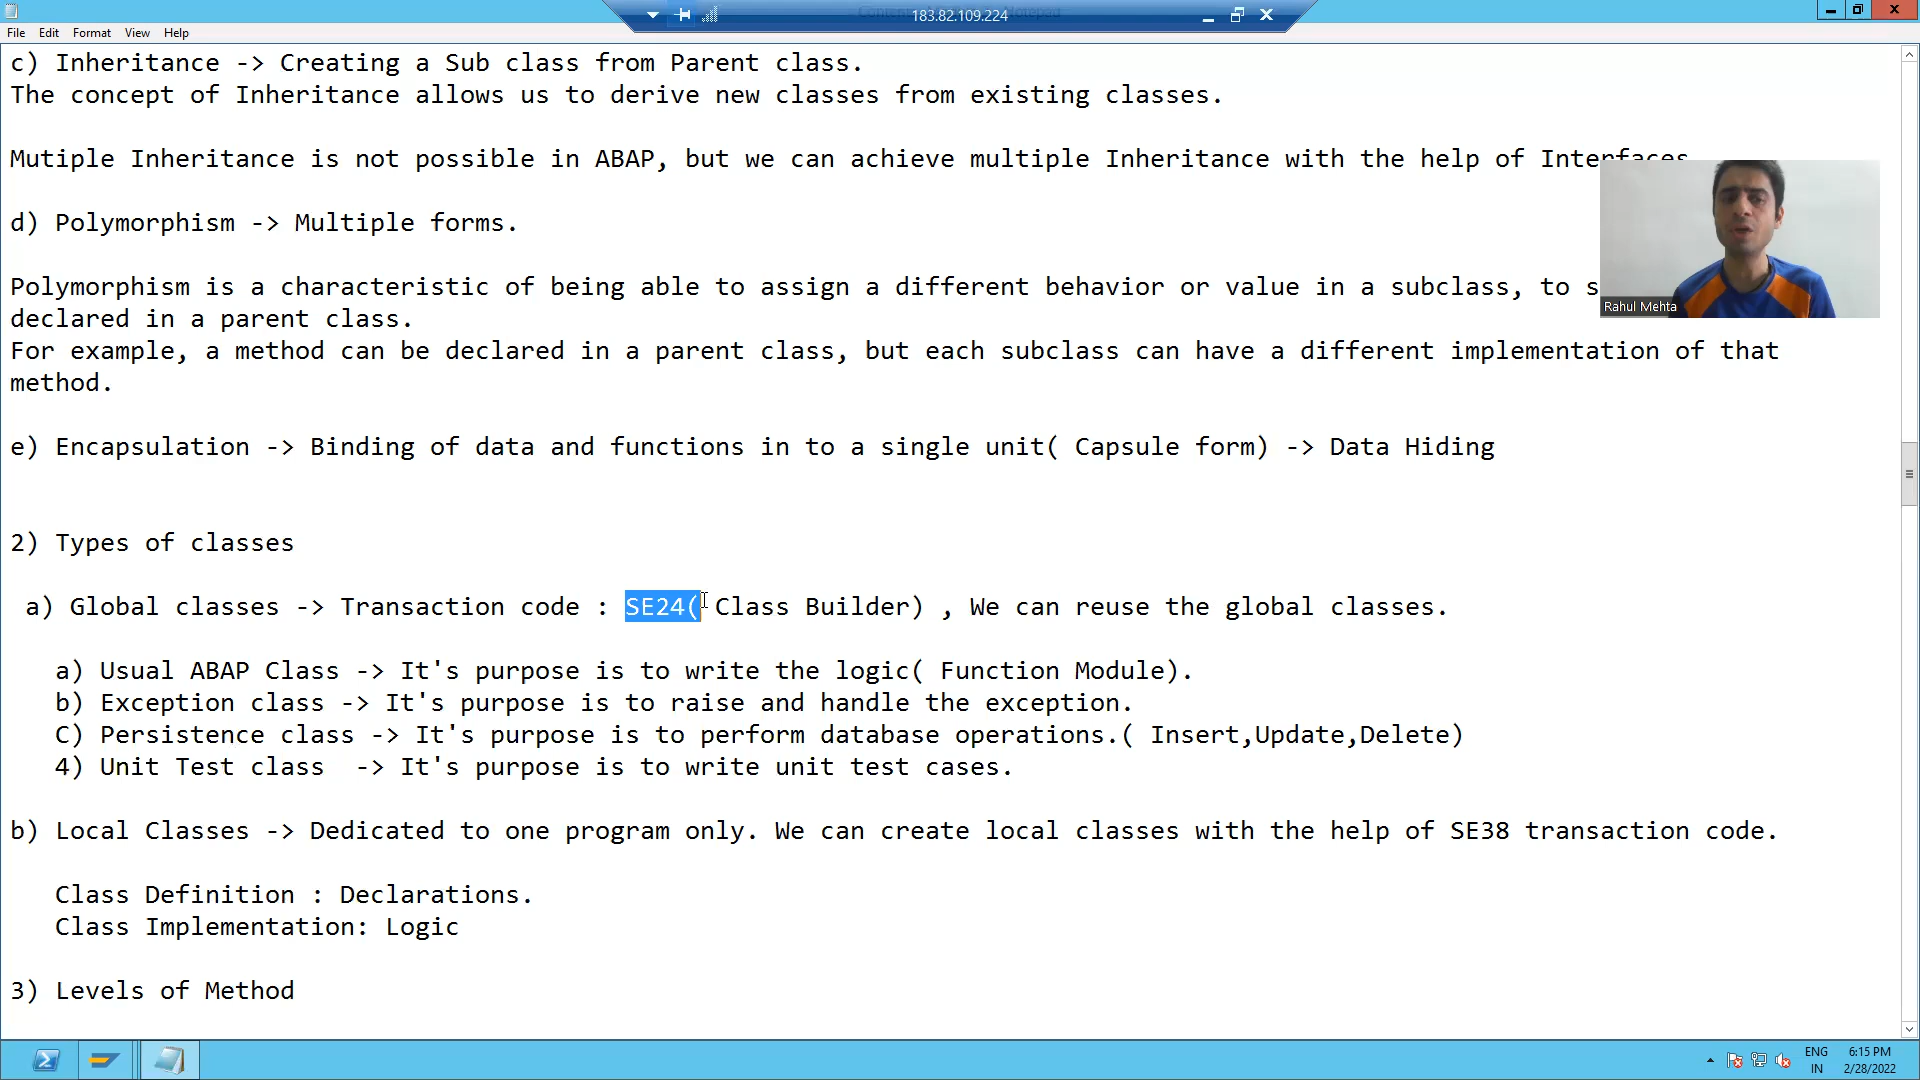 183.82.109.224
File Edit Format View Help
c) Inheritance -> Creating a Sub class from Parent class.
The concept of Inheritance allows us to derive new classes from existing classes.
Mutiple Inheritance is not possible in ABAP, but we can achieve multiple Inheritance with the help of Interfaces
d) Polymorphism -> Multiple forms.
Polymorphism is a characteristic of being able to assign a different behavior or value in a subclass, to s
declared in a parent class.
For example, a method can be declared in a parent class, but each subclass can have a different implementation of that
method.
Rahul Mehta
e) Encapsulation -> Binding of data and functions in to a single unit( Capsule form) -> Data Hiding
2) Types of classes
a) Global classes -> Transaction code : SE24( Class Builder) , We can reuse the global classes.
a) Usual ABAP Class -> It's purpose is to write the logic( Function Module).
b) Exception class -> It's purpose is to raise and handle the exception.
C) Persistence class -> It's purpose is to perform database operations.( Insert,Update,Delete)
4) Unit Test class  -> It's purpose is to write unit test cases.
b) Local Classes -> Dedicated to one program only. We can create local classes with the help of SE38 transaction code.
Class Definition : Declarations.
Class Implementation: Logic
3) Levels of Method
ENG 6:15 PM
IN 2/28/2022